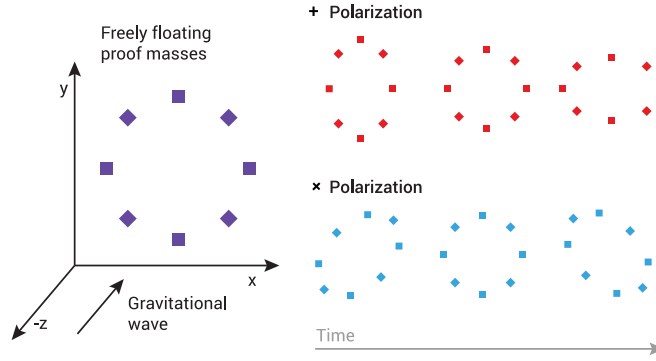 Freely floating
proof masses
y
x
-z
Gravitational
wave
+ Polarization
× Polarization
Time